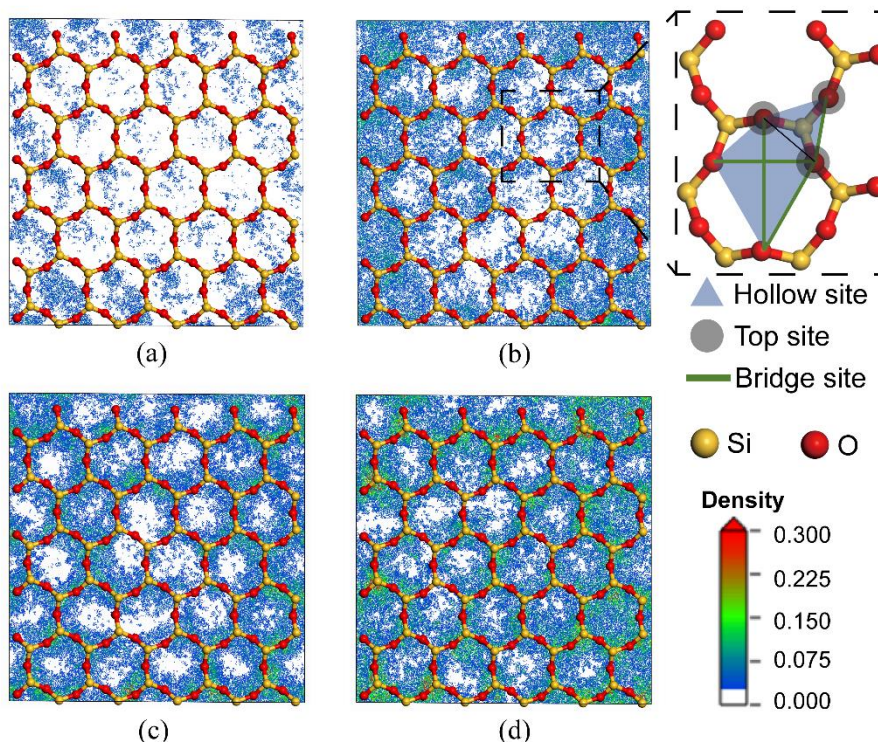 (a)
(b)
Hollow site
Top site
Bridge site
Si
O
Density
0.300
0.225
0.150
0.075
0.000
(c)
(d)